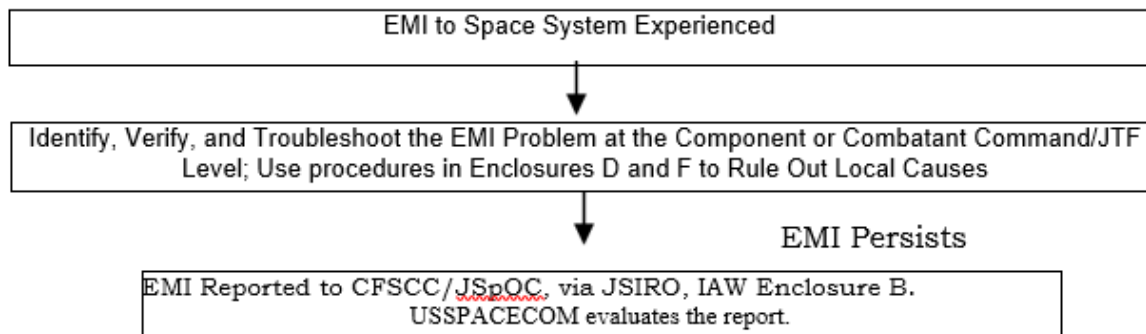 EMI to Space System Experienced
Identify, Verify, and Troubleshoot the EMI Problem at the Component or Combatant Command/JTF
Level; Use procedures in Enclosures D and F to Rule Out Local Causes
EMI Persists
EMI Reported to CFSCC/JSpOC, via JSIRO, IAW Enclosure B.
USSPACECOM evaluates the report.